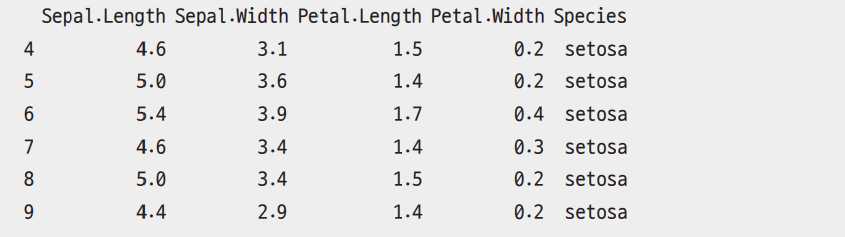 Sepal.Length Sepal.Width Petal.Length Petal.Width Species
4 4.6 3.1 1.5 0.2 setosa
5 5.0 3.6 1.4 0.2 setosa
6 5.4 3.9 1.7 0.4 setosa
7 4.6 3.4 1.4 0.3 setosa
8 5.0 3.4 1.5 0.2 setosa
9 4.4 2.9 1.4 0.2 setosa